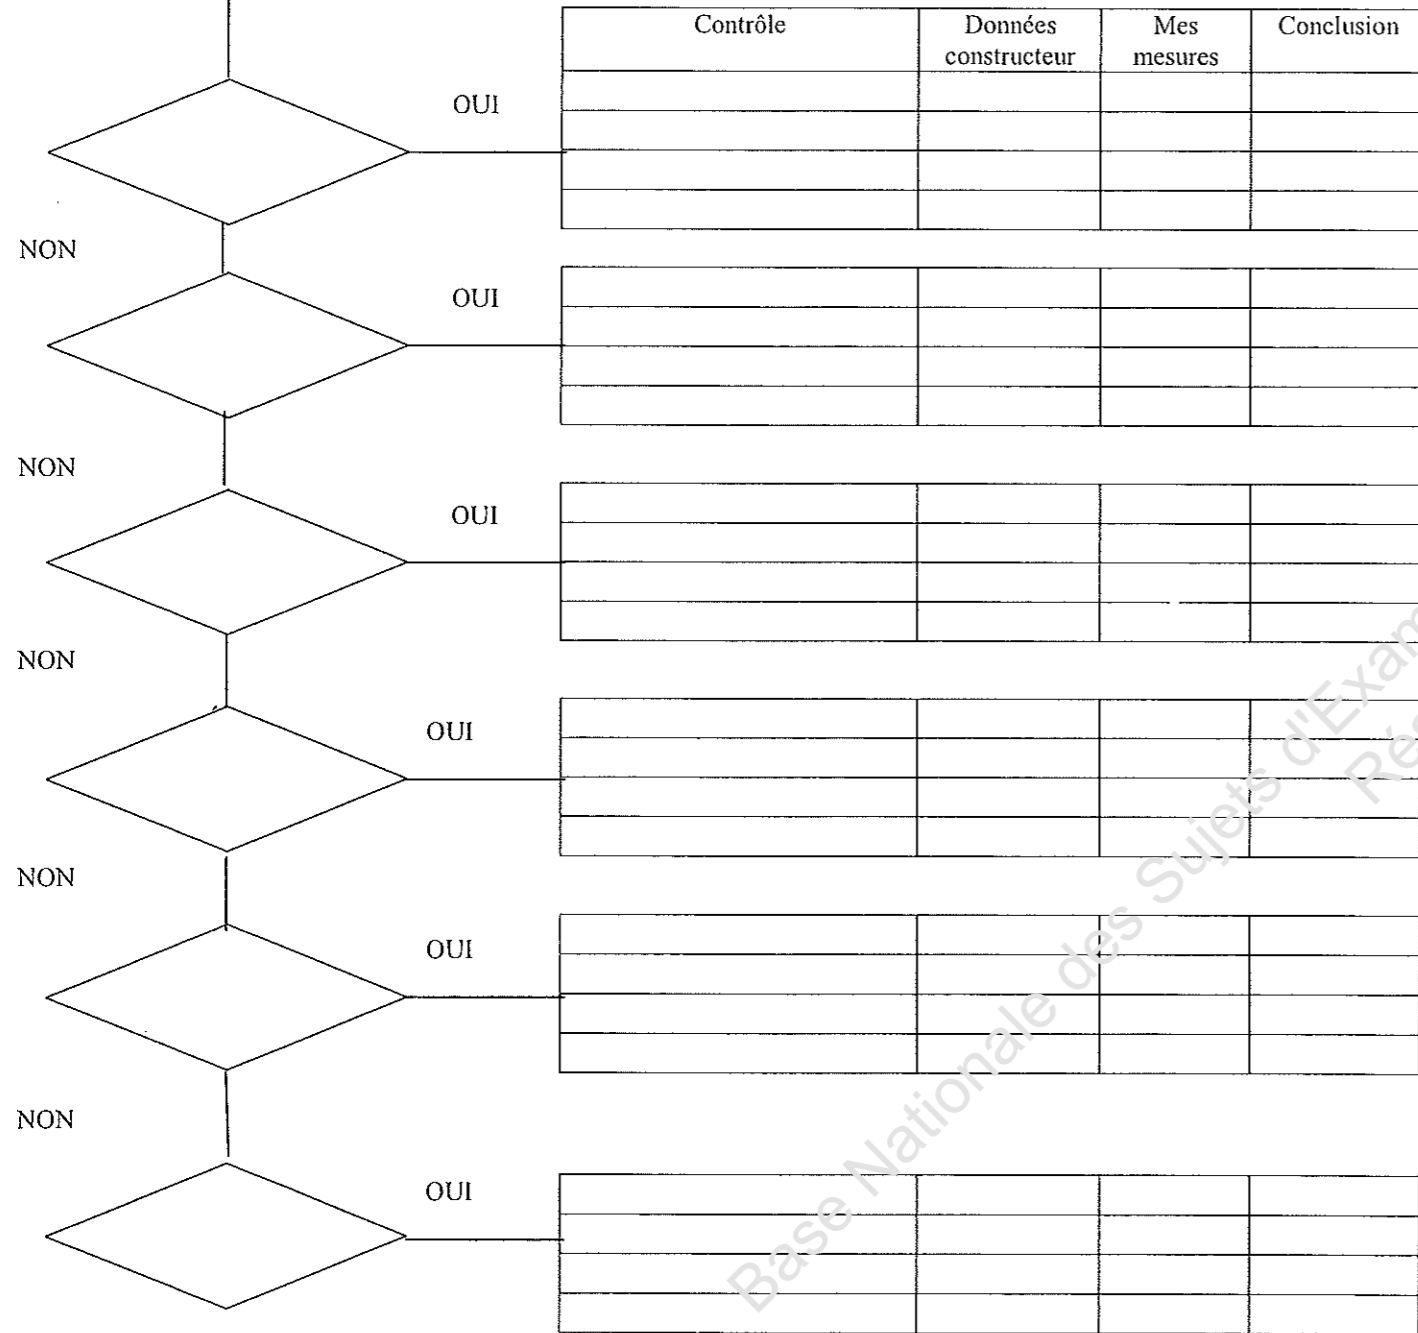 Contrôle
Données constructeur
Mes mesures
Conclusion
OUI
NON
OUI
NON
OUI
NON
OUI
NON
OUI
NON
OUI
Base Nationale des Sujets d'Exam
Rés